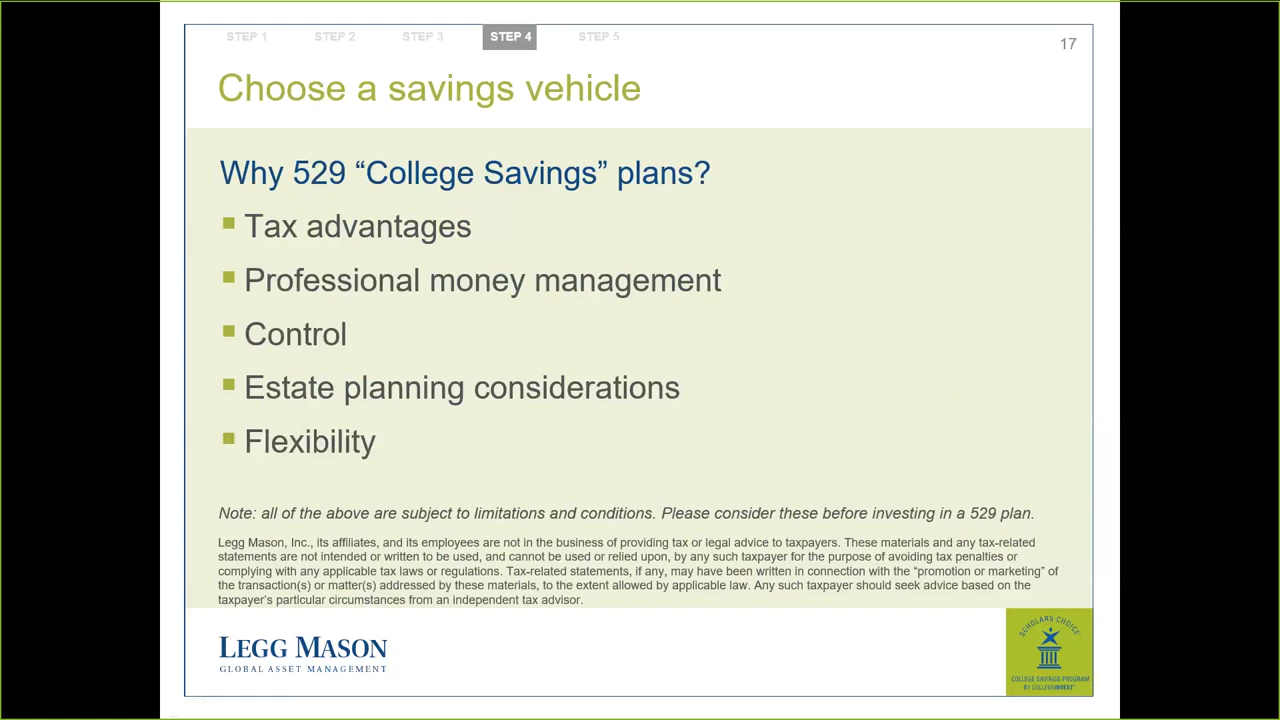 STEP 1 STEP 2 STEP 3 STEP 4 STEP 5
17
Choose a savings vehicle
Why 529 “College Savings” plans?
Tax advantages
Professional money management
Control
Estate planning considerations
Flexibility
Note: all of the above are subject to limitations and conditions. Please consider these before investing in a 529 plan.
Legg Mason, Inc., its affiliates, and its employees are not in the business of providing tax or legal advice to taxpayers. These materials and any tax-related
statements are not intended or written to be used, and cannot be used or relied upon, by any such taxpayer for the purpose of avoiding tax penalties or
complying with any applicable tax laws or regulations. Tax-related statements, if any, may have been written in connection with the “promotion or marketing” of
the transaction(s) or matter(s) addressed by these materials, to the extent allowed by applicable law. Any such taxpayer should seek advice based on the
taxpayer’s particular circumstances from an independent tax advisor.
LEGG MASON
GLOBAL ASSET MANAGEMENT
SCHOLARS CHOICE
COLLEGE SAVINGS PROGRAM
BY COLLEGEINVEST